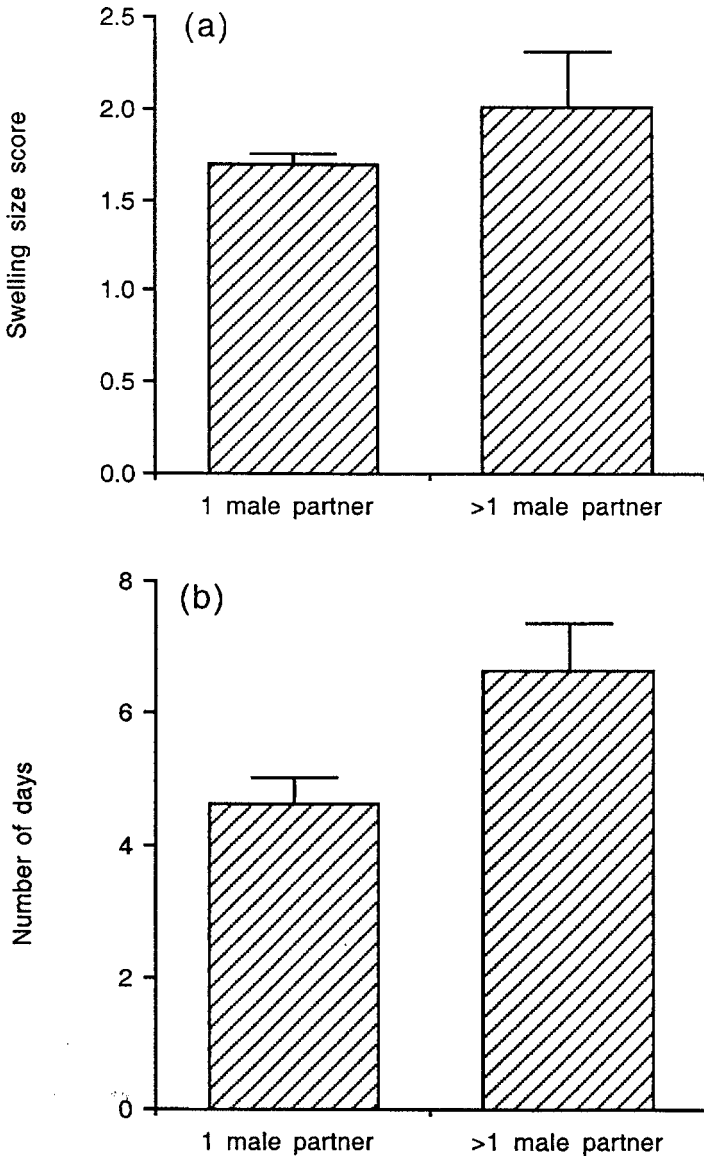 (a)
2.5
2.0
1.5
1.0
0.5
0.0
Swelling size score
1 male partner >1 male partner
(b)
8
6
4
2
0
Number of days
1 male partner >1 male partner